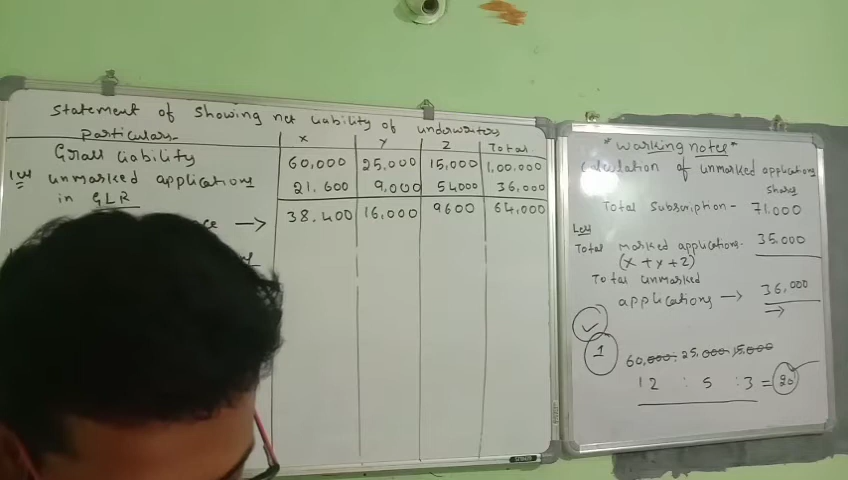 Statement of Showing net liability of underwriters
Particulars X Y Z Total
Gross liability 60,000 25,000 15,000 1,00,000
Less unmarked applications 21.600 9,000 54000 36,000
in GLR
ce → 38.400 16,000 9600 64,000
*warking notes*
Calculation of unmarked applications
Shares
Total Subscription - 71.000
Less
Total marked applications. 35.000
(x+y+z)
Total unmarked
applications → 36,000
1 60,000: 25.000: 15.000
12 : 5 : 3 = 20